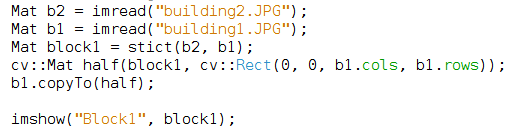 Mat b2 = imread("building2.JPG");
Mat b1 = imread("building1.JPG");
Mat block1 = stict(b2, b1);
cv::Mat half(block1, cv::Rect(0, 0, b1.cols, b1.rows));
b1.copyTo(half);
imshow("Block1", block1);